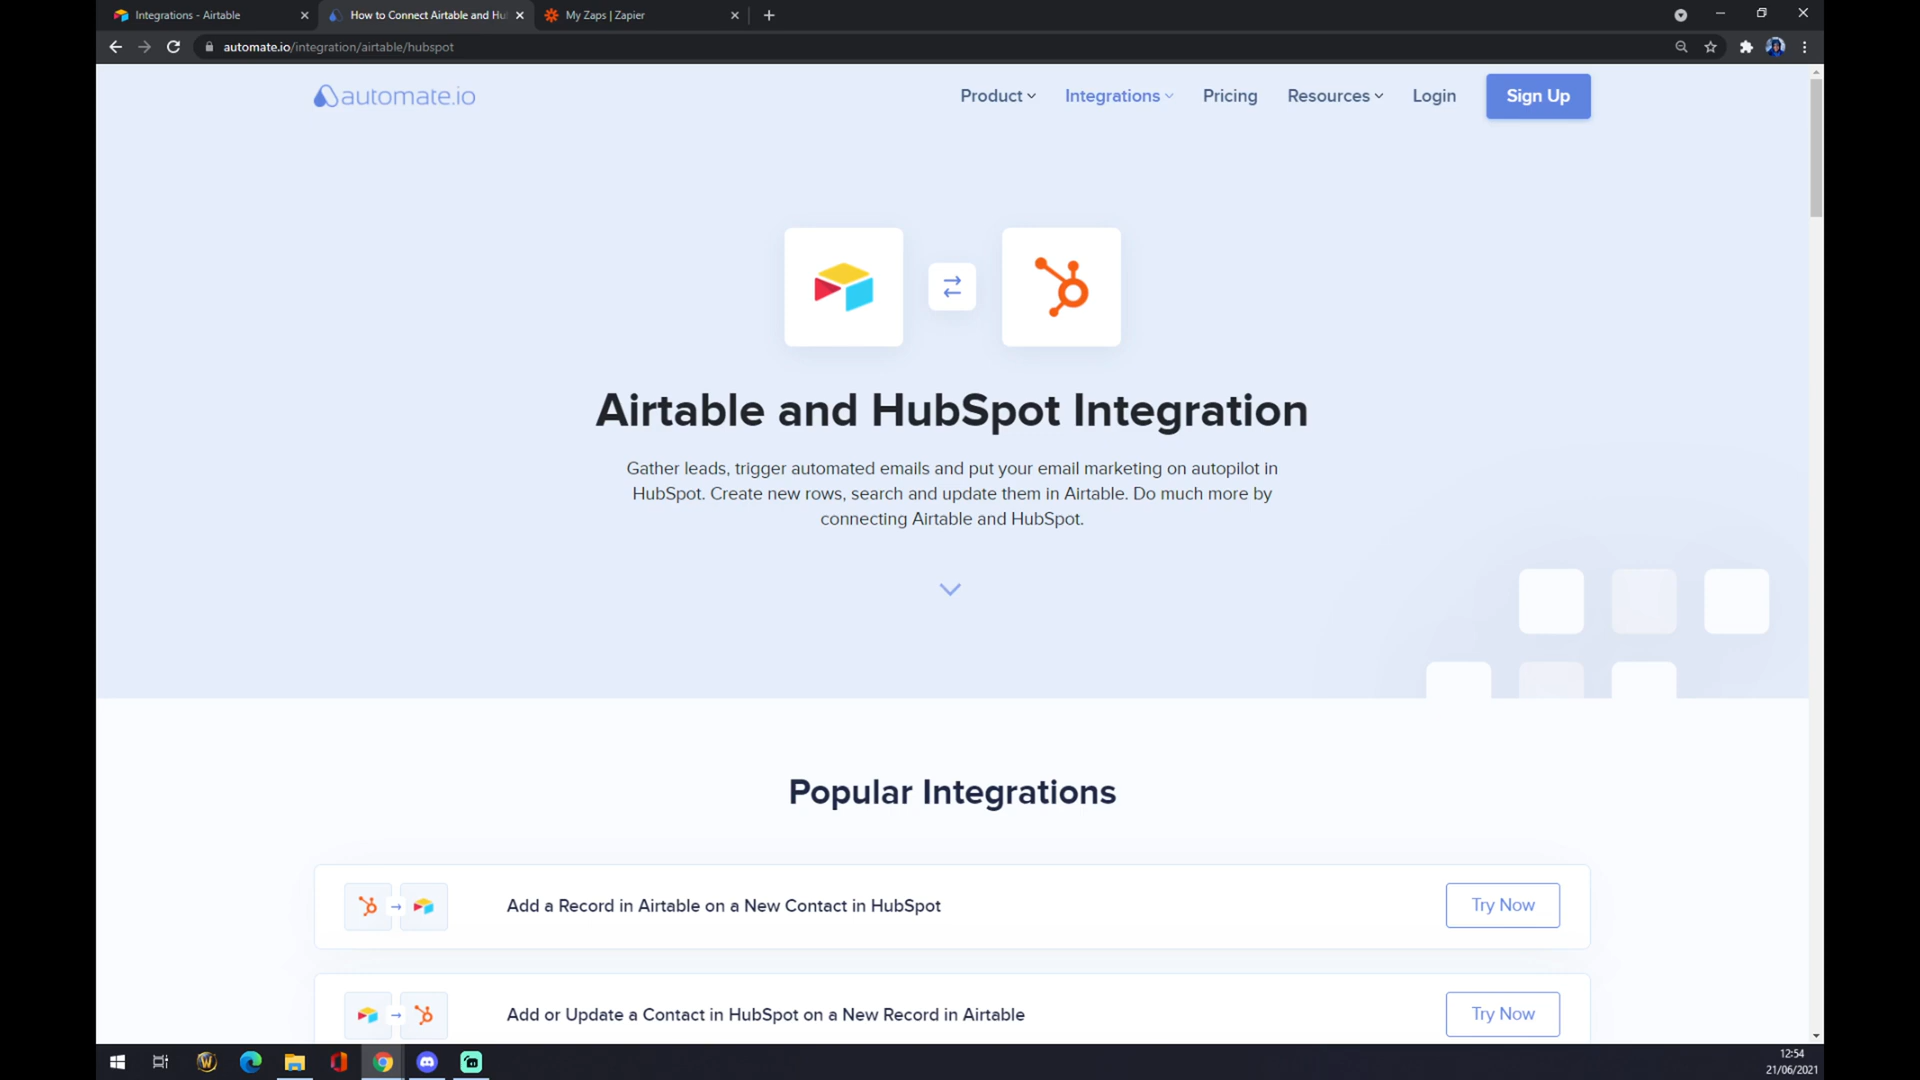 Integrations - Airtable
How to Connect Airtable and Hu
My Zaps | Zapier
automate.io/integration/airtable/hubspot
automate.io
Product
Integrations
Pricing
Resources
Login
Sign Up
Airtable and HubSpot Integration
Gather leads, trigger automated emails and put your email marketing on autopilot in
HubSpot. Create new rows, search and update them in Airtable. Do much more by
connecting Airtable and HubSpot.
Popular Integrations
Add a Record in Airtable on a New Contact in HubSpot
Try Now
Add or Update a Contact in HubSpot on a New Record in Airtable
Try Now
12:54
21/06/2021